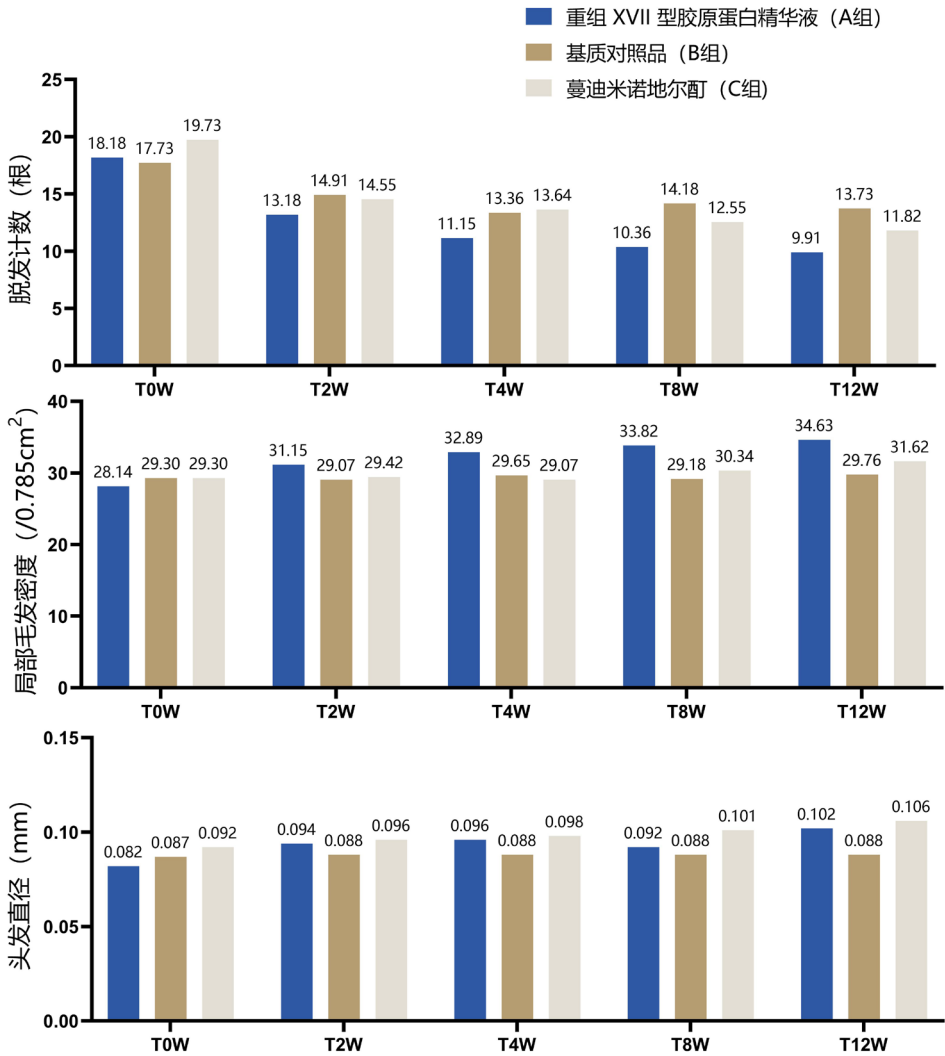 重组 XVII 型胶原蛋白精华液（A组）
基质对照品（B组）
蔓迪米诺地尔酊（C组）
脱发计数（根）
25
20
15
10
5
0
18.18 17.73 19.73
13.18 14.91 14.55
11.15 13.36 13.64
10.36 14.18 12.55
9.91 13.73 11.82
T0W T2W T4W T8W T12W
局部毛发密度（/0.785cm²）
40
30
20
10
0
28.14 29.30 29.30
31.15 29.07 29.42
32.89 29.65 29.07
33.82 29.18 30.34
34.63 29.76 31.62
T0W T2W T4W T8W T12W
头发直径（mm）
0.15
0.10
0.05
0.00
0.082 0.087 0.092
0.094 0.088 0.096
0.096 0.088 0.098
0.092 0.088 0.101
0.102 0.088 0.106
T0W T2W T4W T8W T12W